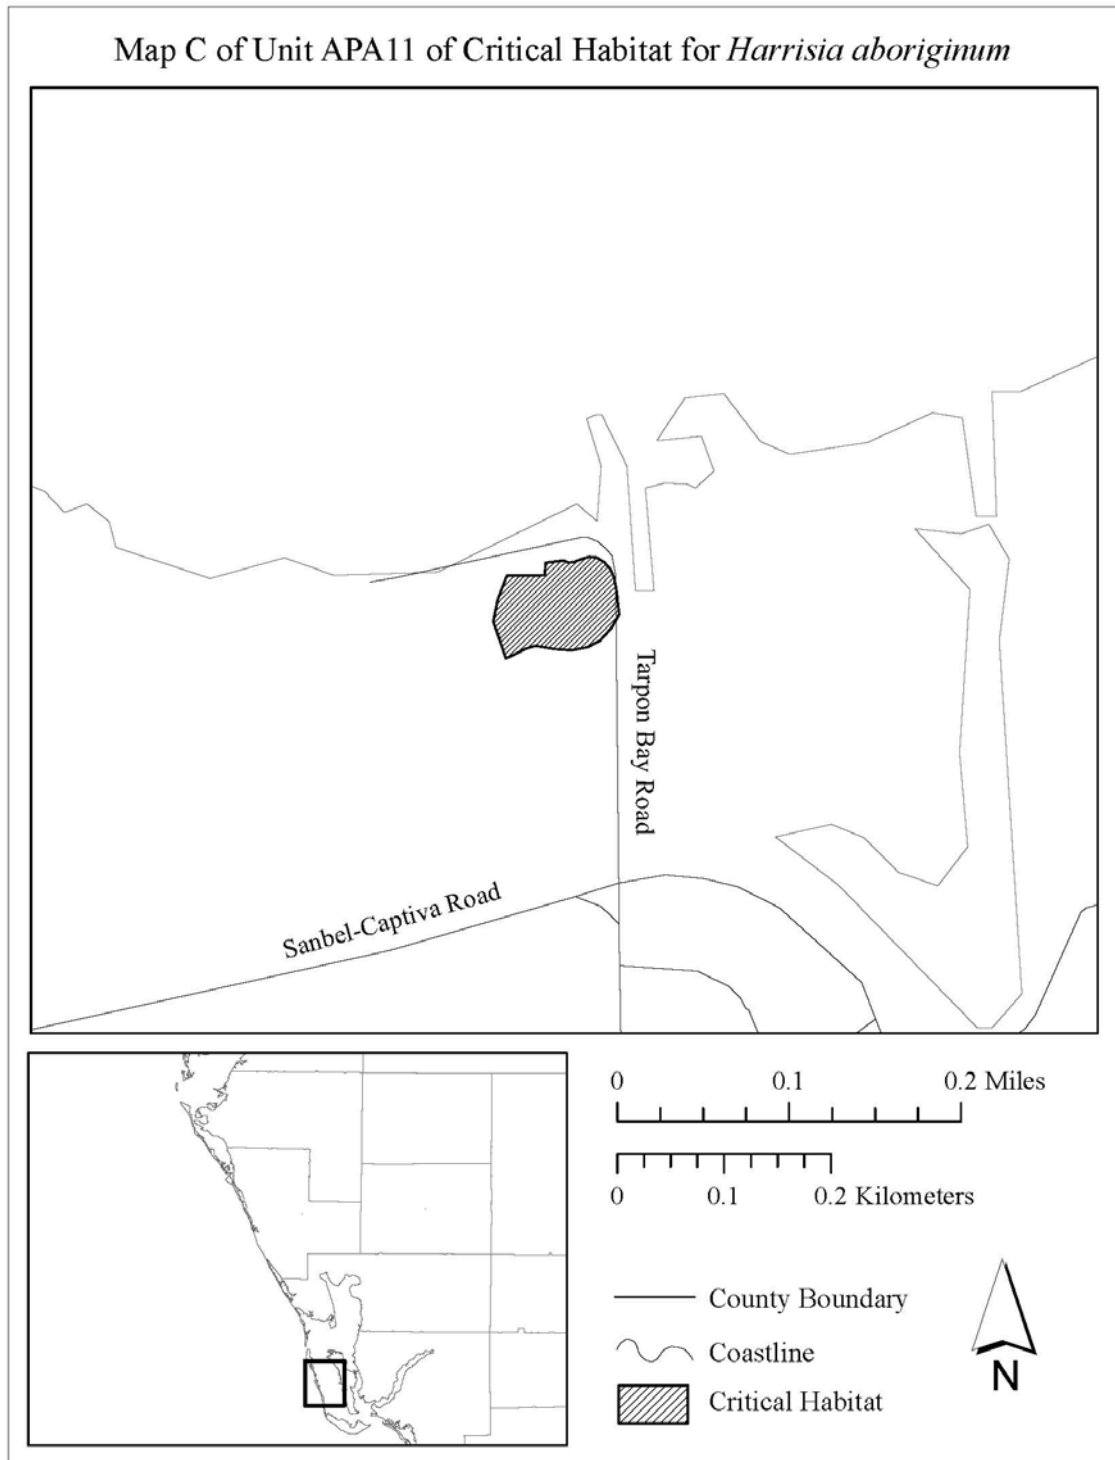 Map C of Unit APA11 of Critical Habitat for Harrisia aboriginum
Tarpon Bay Road
Sanbel-Captiva Road
0 0.1 0.2 Miles
0 0.1 0.2 Kilometers
County Boundary
Coastline
Critical Habitat
N